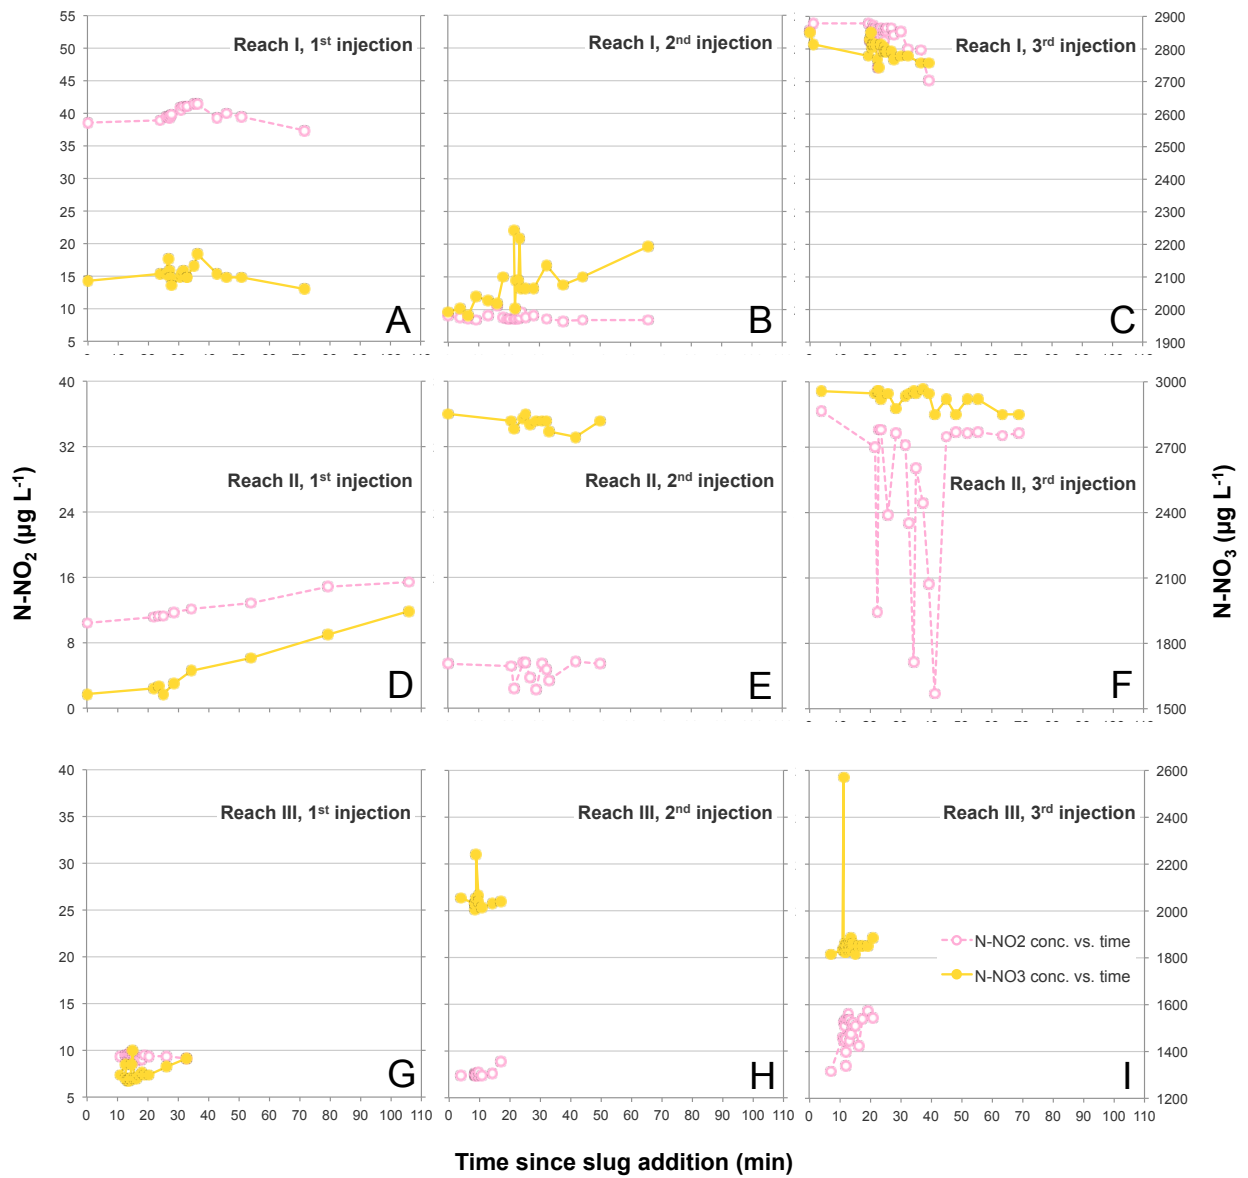 55
50
45
40
35
30
25
20
15
10
5
Reach I, 1st injection
A
Reach I, 2nd injection
B
Reach I, 3rd injection
C
2900
2800
2700
2600
2500
2400
2300
2200
2100
2000
1900
40
32
24
16
8
0
Reach II, 1st injection
D
Reach II, 2nd injection
E
Reach II, 3rd injection
F
3000
2700
2400
2100
1800
1500
N-NO2 (µg L-1)
N-NO3 (µg L-1)
40
35
30
25
20
15
10
5
Reach III, 1st injection
G
Reach III, 2nd injection
H
Reach III, 3rd injection
N-NO2 conc. vs. time
N-NO3 conc. vs. time
I
2600
2400
2200
2000
1800
1600
1400
1200
0 10 20 30 40 50 60 70 80 90 100 110
0 10 20 30 40 50 60 70 80 90 100 110
0 10 20 30 40 50 60 70 80 90 100 110
Time since slug addition (min)